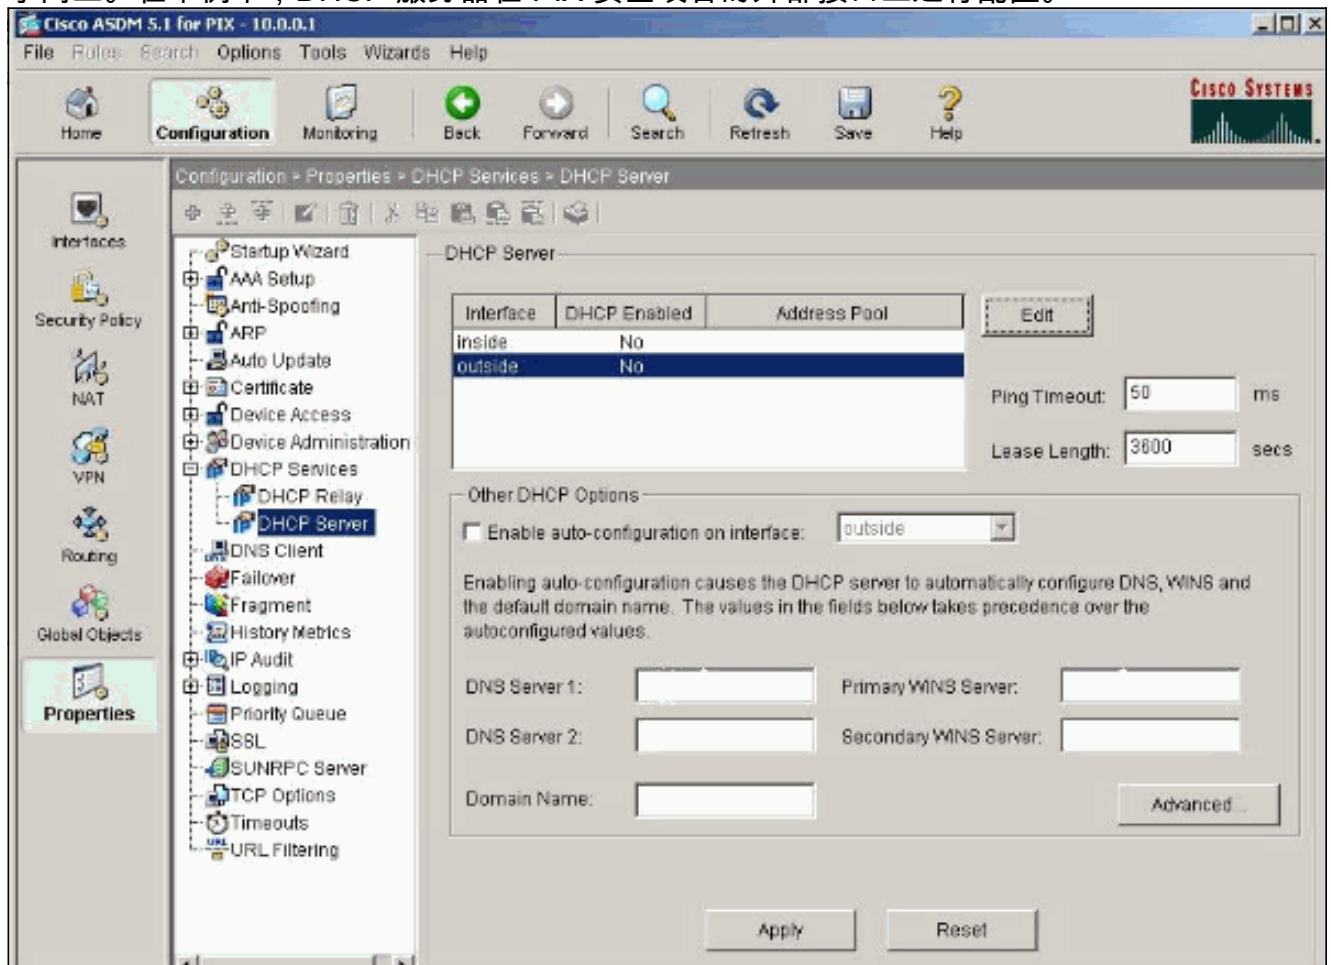 Cisco ASDM 5.1 for PIX - 10.0.0.1
File Rules Search Options Tools Wizards Help
Home Configuration Monitoring Back Forward Search Refresh Save Help
CISCO SYSTEMS
Configuration > Properties > DHCP Services > DHCP Server
Interfaces
Security Policy
NAT
VPN
Routing
Global Objects
Properties
Startup Wizard
AAA Setup
Anti-Spoofing
ARP
Auto Update
Certificate
Device Access
Device Administration
DHCP Services
DHCP Relay
DHCP Server
DNS Client
Failover
Fragment
History Metrics
IP Audit
Logging
Priority Queue
SSL
SUNRPC Server
TCP Options
Timeouts
URL Filtering
DHCP Server
Interface DHCP Enabled Address Pool
inside No
outside No
Edit
Ping Timeout: 50 ms
Lease Length: 3600 secs
Other DHCP Options
Enable auto-configuration on interface: outside
Enabling auto-configuration causes the DHCP server to automatically configure DNS, WINS and
the default domain name. The values in the fields below takes precedence over the
autoconfigured values.
DNS Server 1: Primary WINS Server:
DNS Server 2: Secondary WINS Server:
Domain Name: Advanced...
Apply Reset